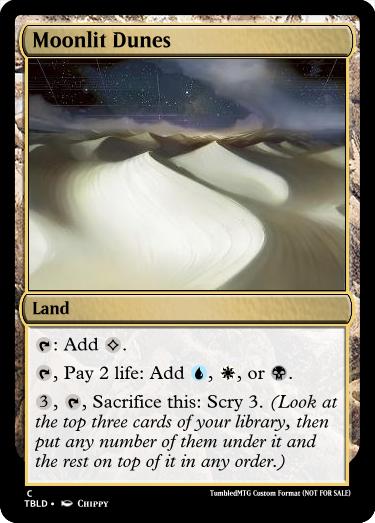 Moonlit Dunes
Land
: Add .
, Pay 2 life: Add , , or .
3, , Sacrifice this: Scry 3. (Look at
the top three cards of your library, then
put any number of them under it and
the rest on top of it in any order.)
C
TBLD • Chippy
TumbledMTG Custom Format (NOT FOR SALE)